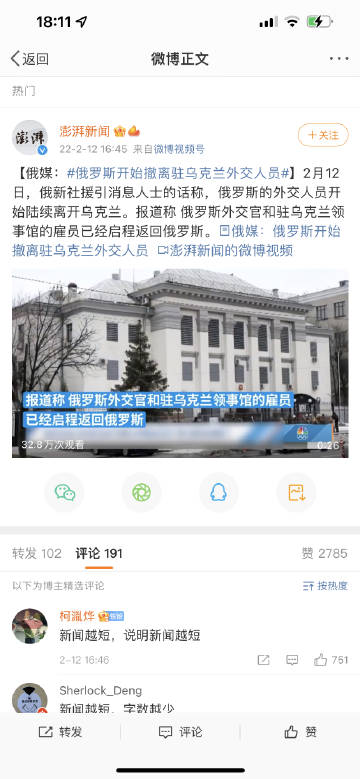 18:11
返回
微博正文
热门
澎湃
澎湃新闻
+关注
22-2-12 16:45 来自微博视频号
【俄媒：#俄罗斯开始撤离驻乌克兰外交人员#】2月12
日，俄新社援引消息人士的话称，俄罗斯的外交人员开
始陆续离开乌克兰。报道称 俄罗斯外交官和驻乌克兰领
事馆的雇员已经启程返回俄罗斯。俄媒：俄罗斯开始
撤离驻乌克兰外交人员 澎湃新闻的微博视频
报道称 俄罗斯外交官和驻乌克兰领事馆的雇员
已经启程返回俄罗斯
32.8万次观看
0:26
转发 102 评论 191
赞 2785
以下为博主精选评论
按热度
新闻越短，说明新闻越短
2-12 16:46
751
Sherlock_Deng
新闻越短，字数越少
转发
评论
赞